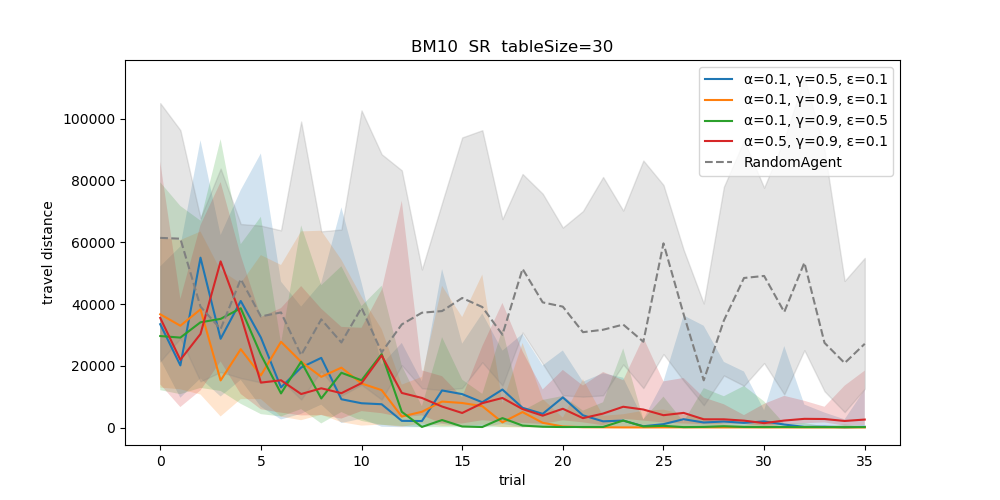 BM10  SR  tableSize=30
α=0.1, γ=0.5, ε=0.1
α=0.1, γ=0.9, ε=0.1
α=0.1, γ=0.9, ε=0.5
α=0.5, γ=0.9, ε=0.1
RandomAgent
travel distance
100000
80000
60000
40000
20000
0
0 5 10 15 20 25 30 35
trial